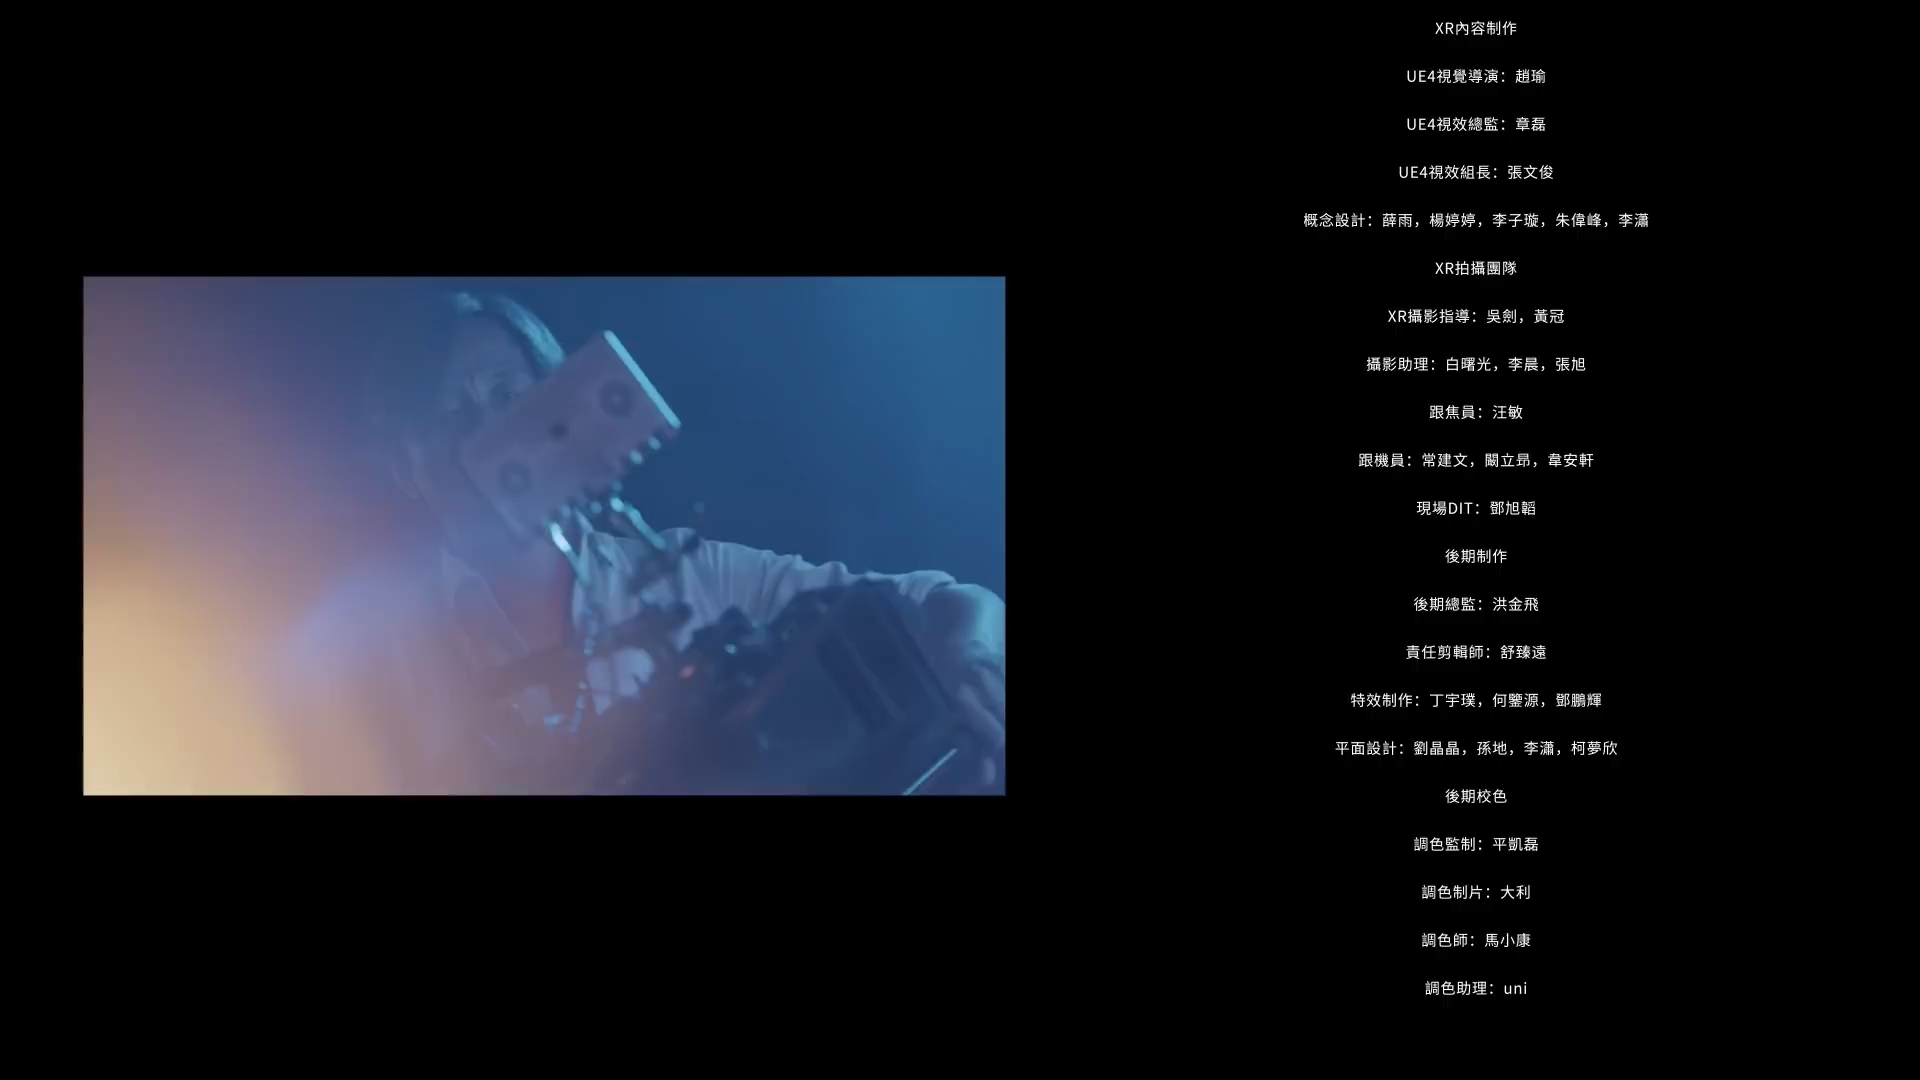 XR內容制作
UE4視覺導演：趙瑜
UE4視效總監：章磊
UE4視效組長：張文俊
概念設計：薛雨，楊婷婷，李子璇，朱偉峰，李瀟
XR拍攝團隊
XR攝影指導：吳劍，黃冠
攝影助理：白曙光，李晨，張旭
跟焦員：汪敏
跟機員：常建文，闞立昂，韋安軒
現場DIT：鄧旭韜
後期制作
後期總監：洪金飛
責任剪輯師：舒臻遠
特效制作：丁宇璞，何鑒源，鄧鵬輝
平面設計：劉晶晶，孫地，李瀟，柯夢欣
後期校色
調色監制：平凱磊
調色制片：大利
調色師：馬小康
調色助理：uni